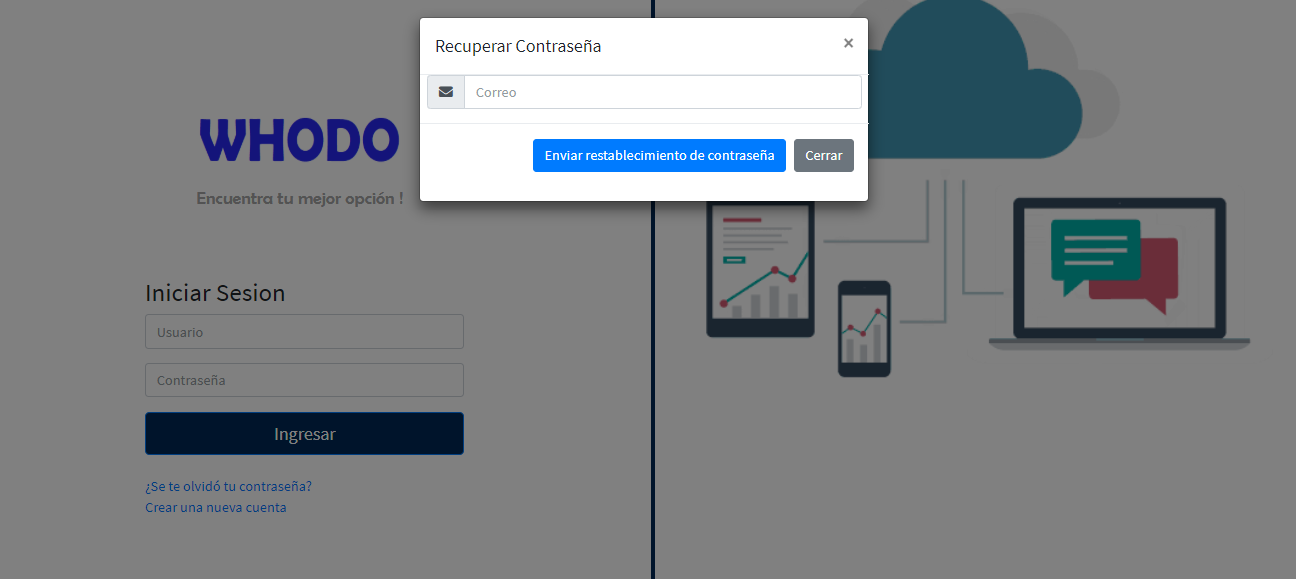 Recuperar Contraseña
×
Correo
Enviar restablecimiento de contraseña
Cerrar
WHODO
Encuentra tu mejor opción !
Iniciar Sesion
Usuario
Contraseña
Ingresar
¿Se te olvidó tu contraseña?
Crear una nueva cuenta